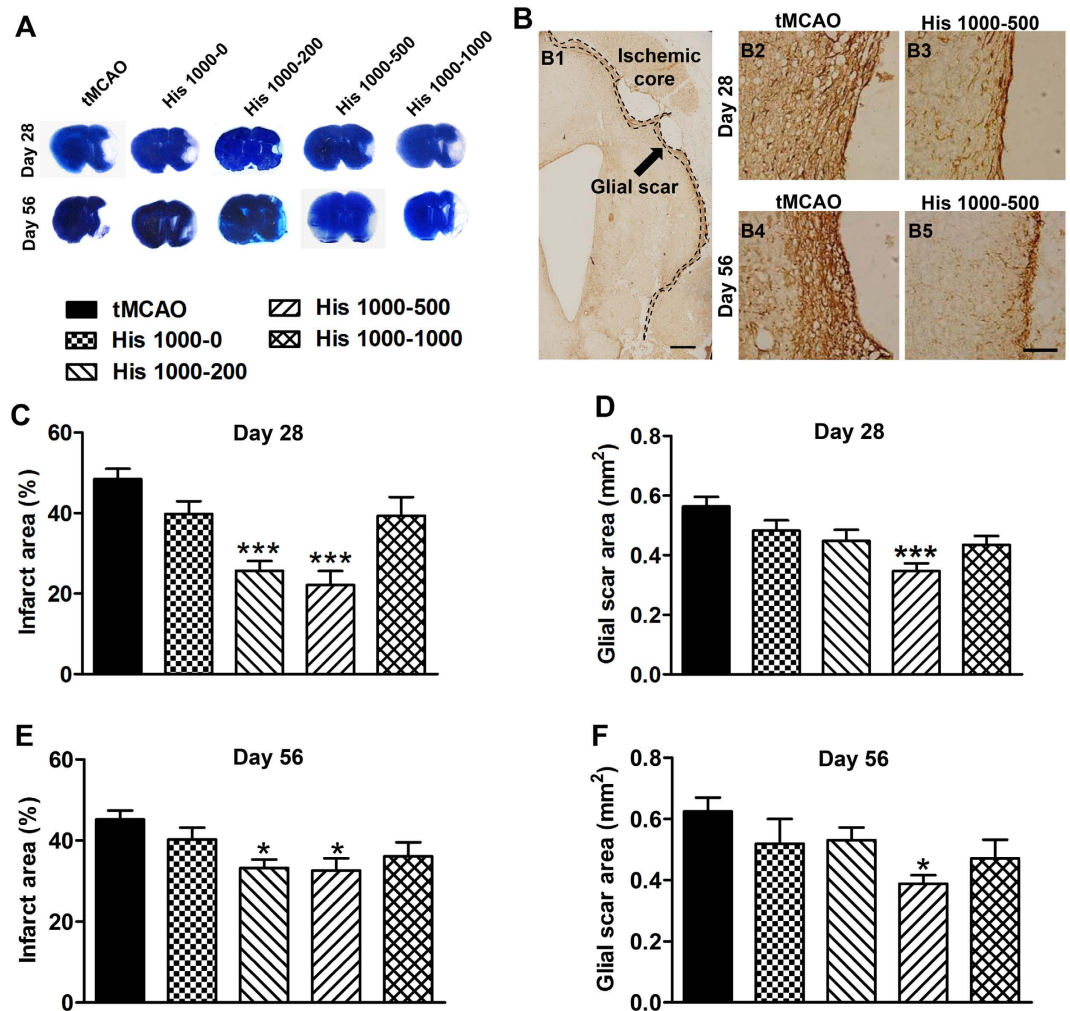 A
tMCAO
His 1000-0
His 1000-200
His 1000-500
His 1000-1000
Day 28
Day 56
B
tMCAO
His 1000-500
B1
Ischemic
core
Glial scar
Day 28
B2
B3
tMCAO
His 1000-500
Day 56
B4
B5
tMCAO
His 1000-0
His 1000-200
His 1000-500
His 1000-1000
C
Day 28
Infarct area (%)
60
40
20
0
***
***
D
Day 28
Glial scar area (mm²)
0.8
0.6
0.4
0.2
0.0
***
E
Day 56
Infarct area (%)
60
40
20
0
*
*
F
Day 56
Glial scar area (mm²)
0.8
0.6
0.4
0.2
0.0
*